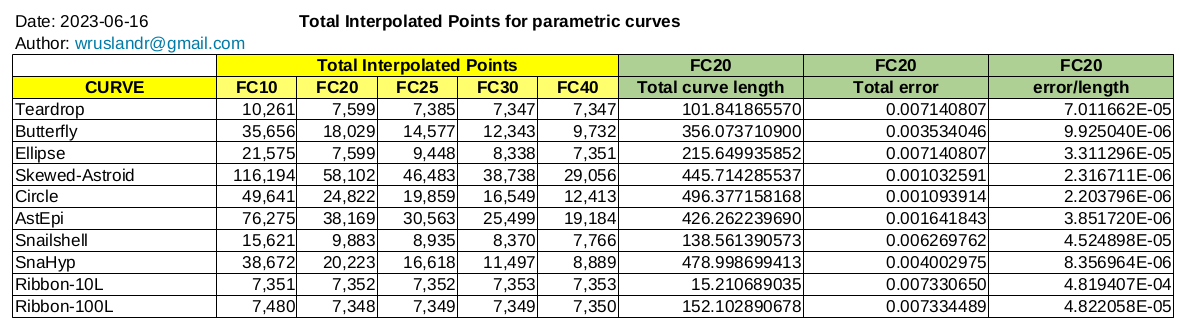 Date: 2023-06-16 Total Interpolated Points for parametric curves
Author: wruslandr@gmail.com
Total Interpolated Points FC20 FC20 FC20
CURVE FC10 FC20 FC25 FC30 FC40 Total curve length Total error error/length
Teardrop 10,261 7,599 7,385 7,347 7,347 101.841865570 0.007140807 7.011662E-05
Butterfly 35,656 18,029 14,577 12,343 9,732 356.073710900 0.003534046 9.925040E-06
Ellipse 21,575 7,599 9,448 8,338 7,351 215.649935852 0.007140807 3.311296E-05
Skewed-Astroid 116,194 58,102 46,483 38,738 29,056 445.714285537 0.001032591 2.316711E-06
Circle 49,641 24,822 19,859 16,549 12,413 496.377158168 0.001093914 2.203796E-06
AstEpi 76,275 38,169 30,563 25,499 19,184 426.262239690 0.001641843 3.851720E-06
Snailshell 15,621 9,883 8,935 8,370 7,766 138.561390573 0.006269762 4.524898E-05
SnaHyp 38,672 20,223 16,618 11,497 8,889 478.998699413 0.004002975 8.356964E-06
Ribbon-10L 7,351 7,352 7,352 7,353 7,353 15.210689035 0.007330650 4.819407E-04
Ribbon-100L 7,480 7,348 7,349 7,349 7,350 152.102890678 0.007334489 4.822058E-05